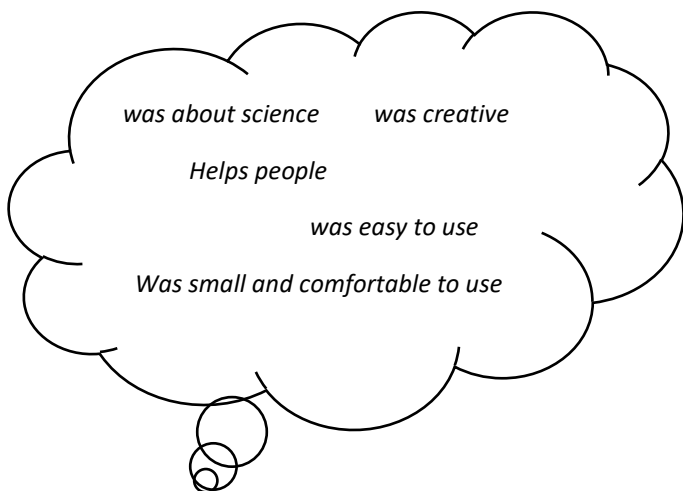 was about science was creative
Helps people
was easy to use
Was small and comfortable to use